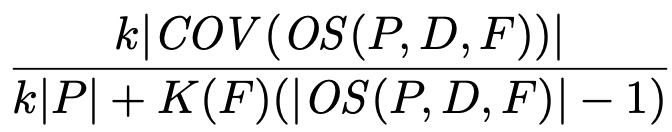 k|COV(OS(P, D, F))|
k|P| + K(F)(|OS(P, D, F)| − 1)